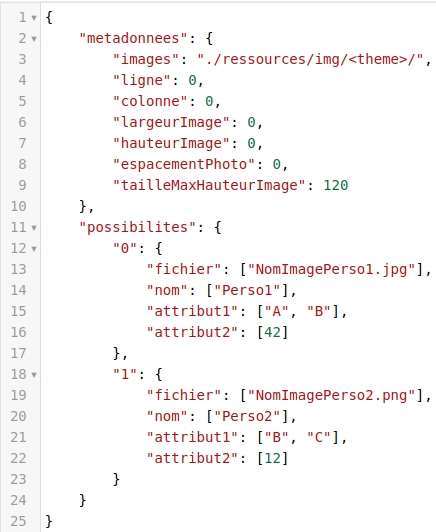 1 {
2 "metadonnees": {
3 "images": "./ressources/img/<theme>/",
4 "ligne": 0,
5 "colonne": 0,
6 "largeurImage": 0,
7 "hauteurImage": 0,
8 "espacementPhoto": 0,
9 "tailleMaxHauteurImage": 120
10 },
11 "possibilites": {
12 "0": {
13 "fichier": ["NomImagePerso1.jpg"],
14 "nom": ["Perso1"],
15 "attribut1": ["A", "B"],
16 "attribut2": [42]
17 },
18 "1": {
19 "fichier": ["NomImagePerso2.png"],
20 "nom": ["Perso2"],
21 "attribut1": ["B", "C"],
22 "attribut2": [12]
23 }
24 }
25 }